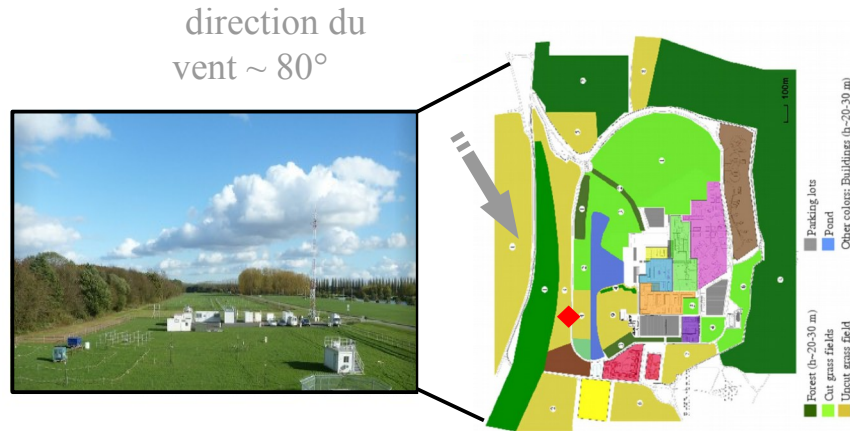 direction du
vent ~ 80°
100m
Parking lots
Pond
Other colors: Buildings (h~20-30 m)
Forest (h~20-30 m)
Cut grass fields
Uncut grass field